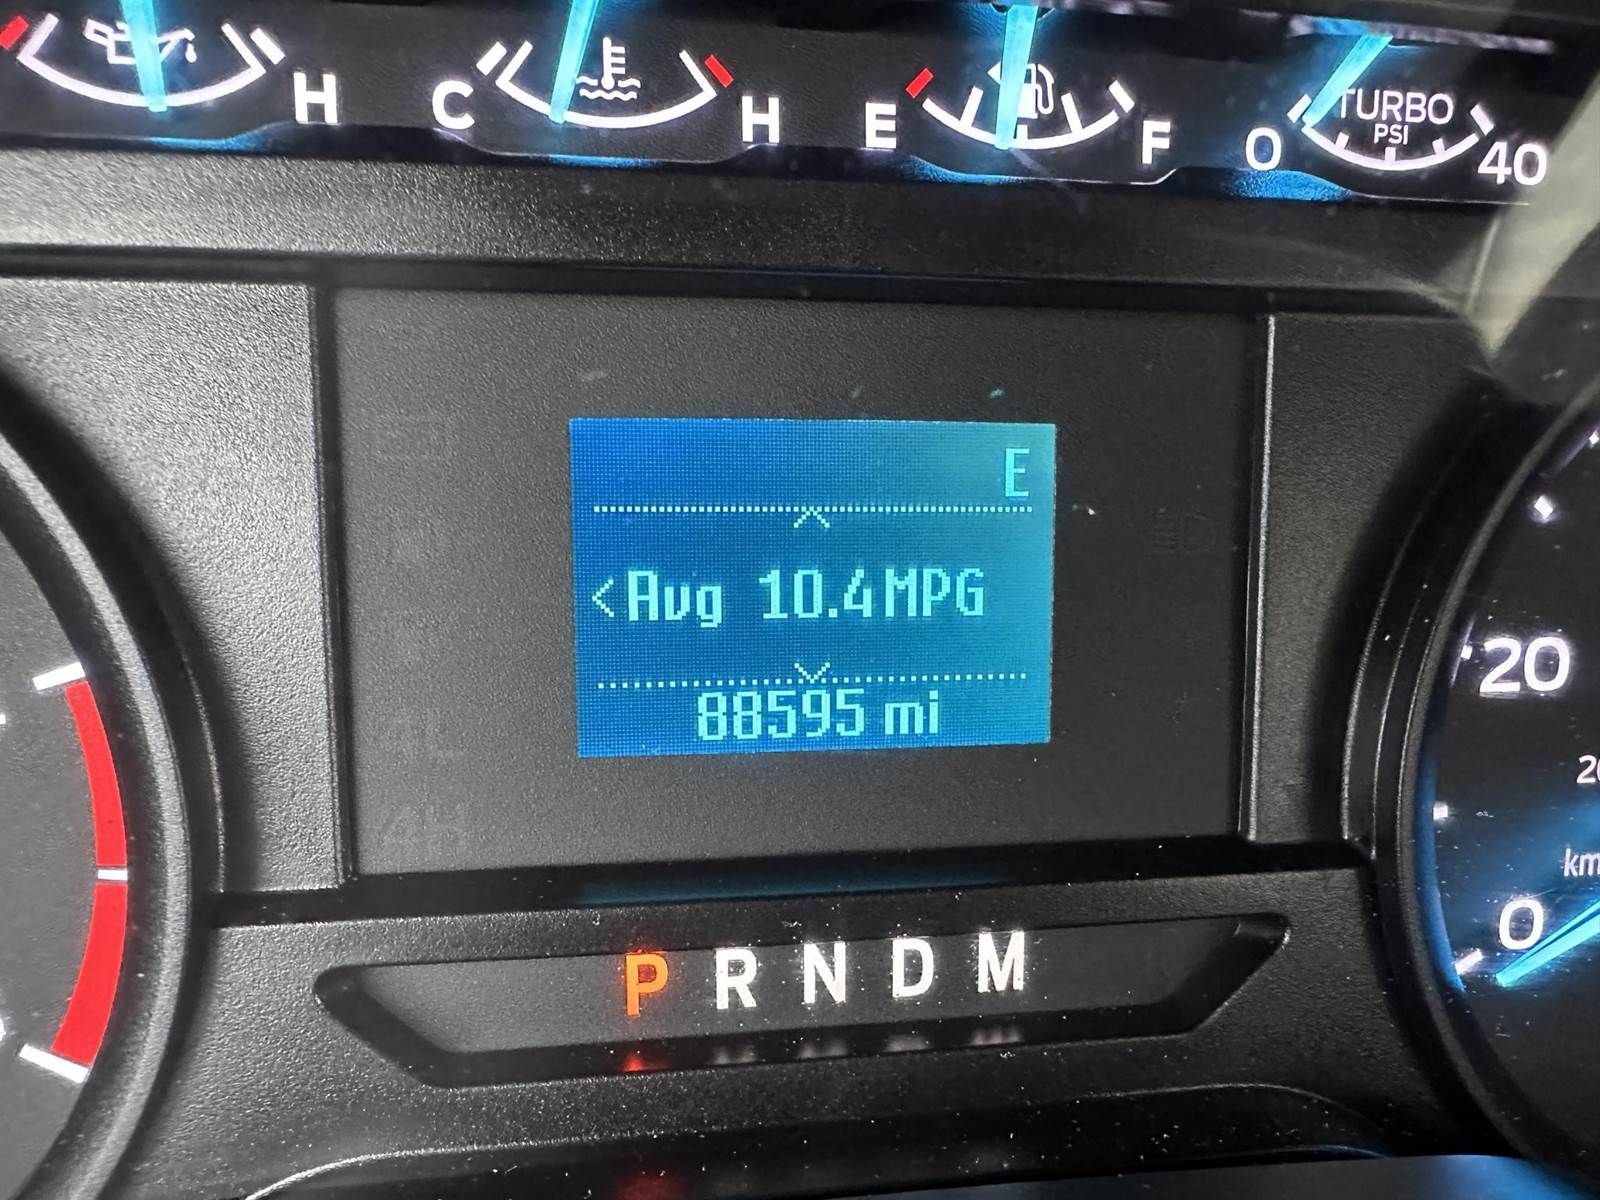 H
C H
E F
0 TURBO 40
PSI
E
<Avg 10.4MPG
88595 mi
20
0
P R N D M